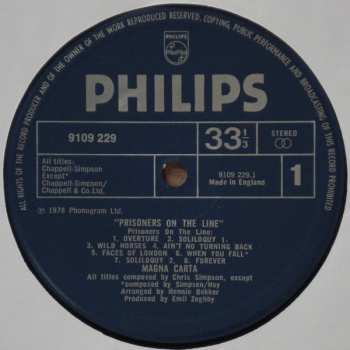 ALL RIGHTS OF THE RECORD PRODUCER AND OF THE OWNER OF THE WORK REPRODUCED RESERVED. COPYING, PUBLIC PERFORMANCE AND BROADCASTING OF THIS RECORD PROHIBITED
PHILIPS
PHILIPS
9109 229
33 1/3
STEREO
All titles:
Chappell-Simpson
Except*
Chappell-Simpson/
Chappell & Co.Ltd.
9109 229.1
Made in England
1
℗ 1978 Phonogram Ltd.
"PRISONERS ON THE LINE"
Prisoners On The Line:
1. OVERTURE 2. SOLILOQUY 1.
3. WILD HORSES 4. AIN'T NO TURNING BACK
5. FACES OF LONDON 6. WHEN YOU FALL*
7. SOLILOQUY 2. 8. FOREVER
MAGNA CARTA
All titles composed by Chris Simpson, except
*composed by Simpson/Hoy
Arranged by Hennie Bekker
Produced by Emil Zoghby